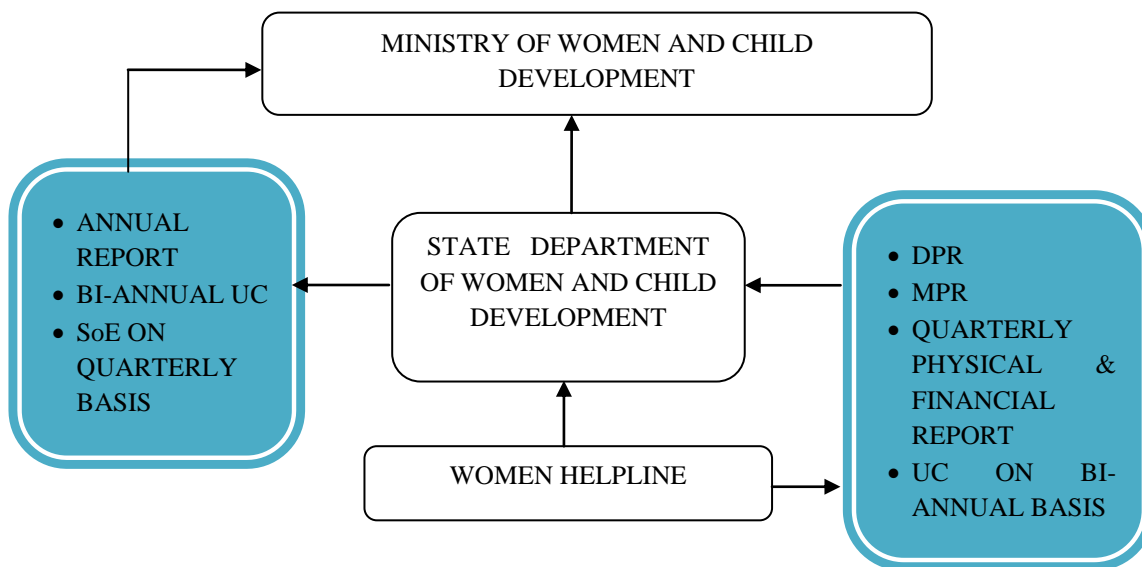 MINISTRY OF WOMEN AND CHILD
DEVELOPMENT
• ANNUAL
REPORT
• BI-ANNUAL UC
• SoE ON
QUARTERLY
BASIS
STATE DEPARTMENT
OF WOMEN AND CHILD
DEVELOPMENT
• DPR
• MPR
• QUARTERLY
PHYSICAL &
FINANCIAL
REPORT
• UC ON BI-
ANNUAL BASIS
WOMEN HELPLINE